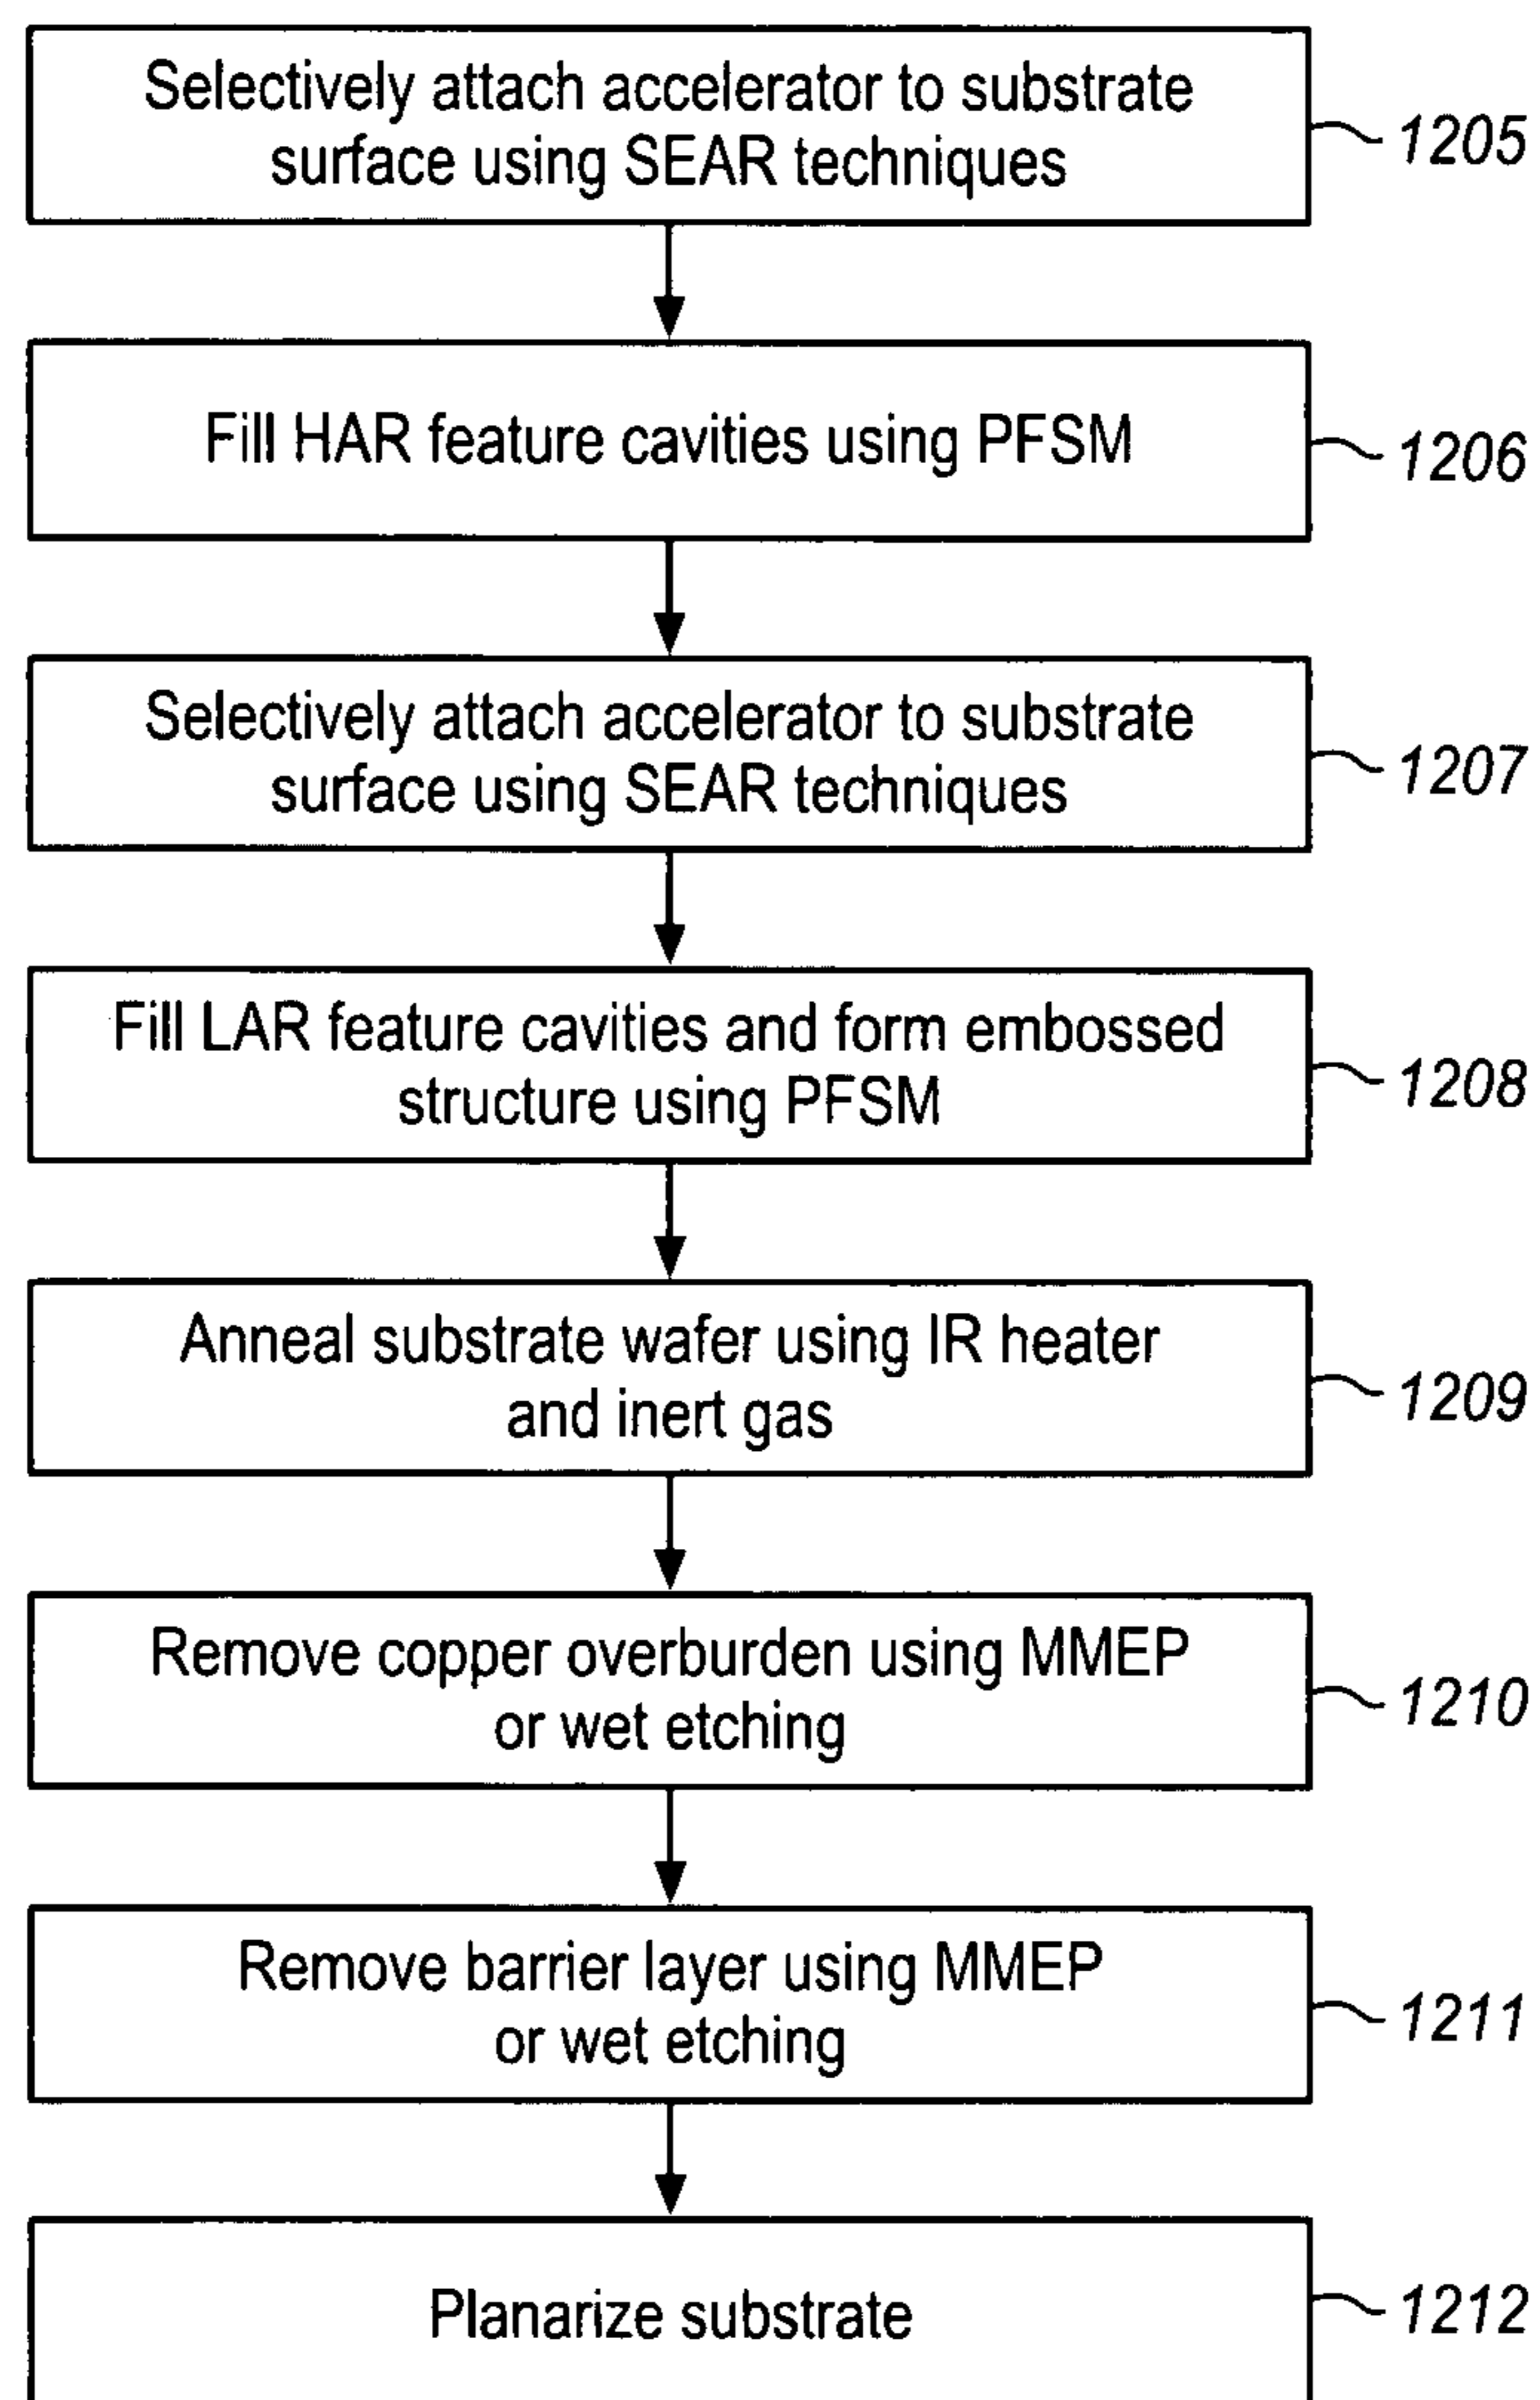 Selectively attach accelerator to substrate
surface using SEAR techniques
1205
Fill HAR feature cavities using PFSM
1206
Selectively attach accelerator to substrate
surface using SEAR techniques
1207
Fill LAR feature cavities and form embossed
structure using PFSM
1208
Anneal substrate wafer using IR heater
and inert gas
1209
Remove copper overburden using MMEP
or wet etching
1210
Remove barrier layer using MMEP
or wet etching
1211
Planarize substrate
1212